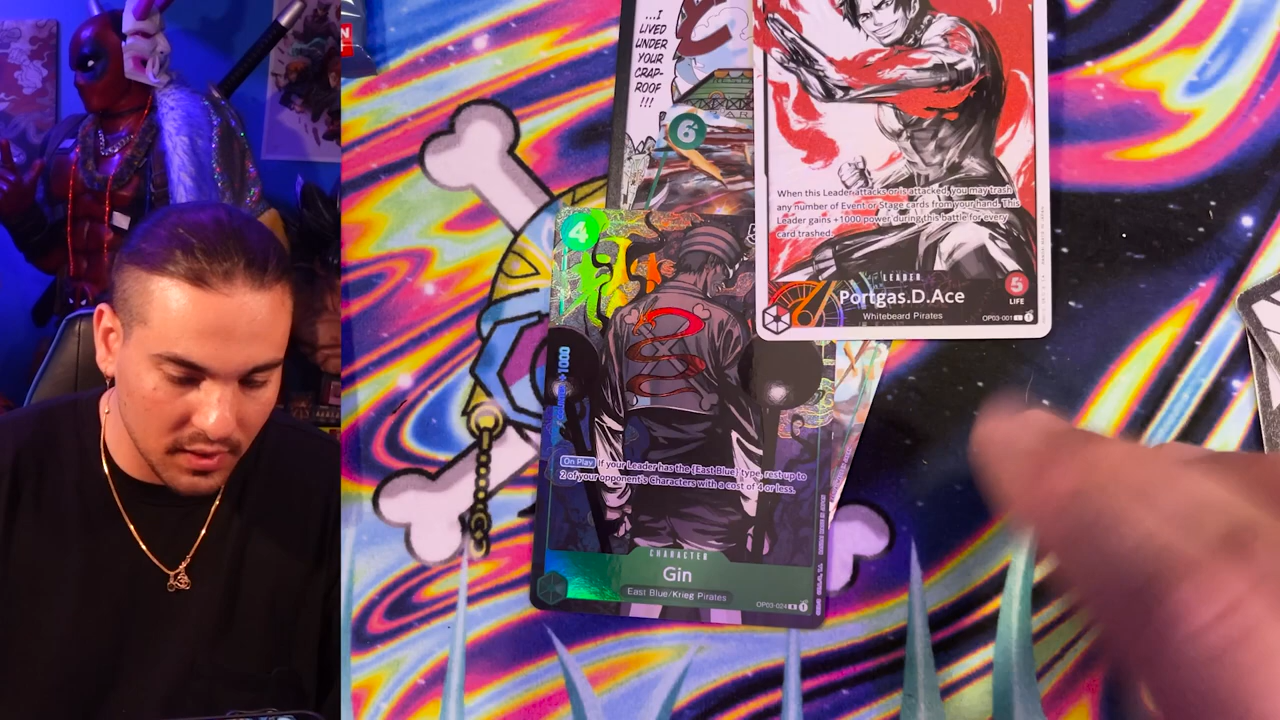 ...I
LIVED
UNDER
YOUR
CRAP-
ROOF
!!!
6
When this Leader attacks or is attacked, you may trash
any number of Event or Stage cards from your hand. This
Leader gains +1000 power during this battle for every
card trashed.
LEADER
Portgas.D.Ace
Whitebeard Pirates
5
LIFE
OP03-001
4
+1000
On Play If your Leader has the {East Blue} type, rest up to
2 of your opponent's Characters with a cost of 4 or less.
CHARACTER
Gin
East Blue/Krieg Pirates
OP03-024 R